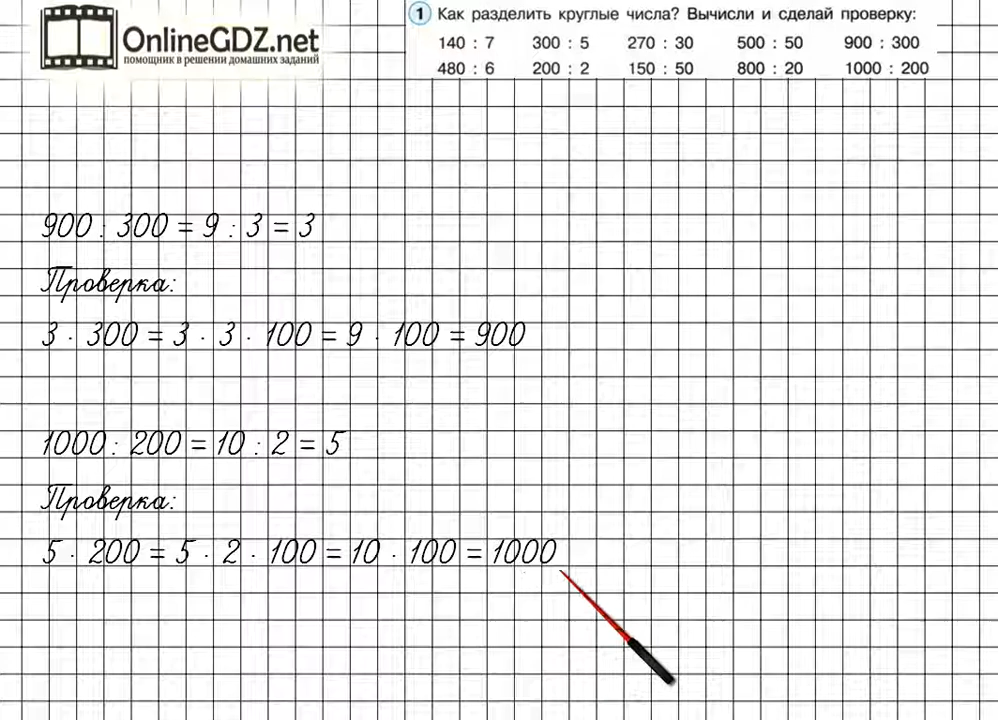 OnlineGDZ.net
помощник в решении домашних заданий
1 Как разделить круглые числа? Вычисли и сделай проверку:
140 : 7 300 : 5 270 : 30 500 : 50 900 : 300
480 : 6 200 : 2 150 : 50 800 : 20 1000 : 200
900 : 300 = 9 : 3 = 3
Проверка:
3 · 300 = 3 · 3 · 100 = 9 · 100 = 900
1000 : 200 = 10 : 2 = 5
Проверка:
5 · 200 = 5 · 2 · 100 = 10 · 100 = 1000